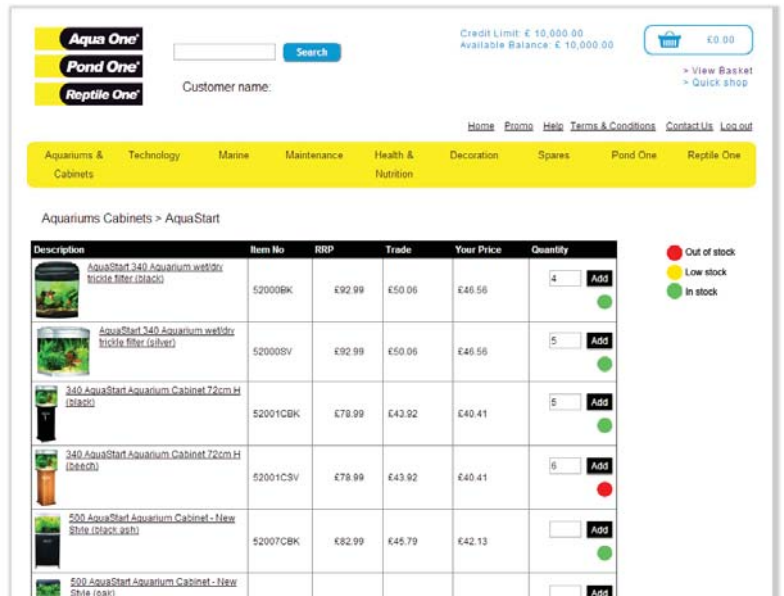 Aqua One
Pond One
Reptile One
Search
Customer name:
Credit Limit: £ 10,000.00
Available Balance: £ 10,000.00
£0.00
> View Basket
> Quick shop
Home Promo Help Terms & Conditions Contact Us Log out
Aquariums & Cabinets Technology Marine Maintenance Health & Nutrition Decoration Spares Pond One Reptile One
Aquariums Cabinets > AquaStart
Description Item No RRP Trade Your Price Quantity
Out of stock
Low stock
In stock
AquaStart 340 Aquarium wet/dry
trickle filter (black)
52000BK £92.99 £50.06 £46.56 4 Add
AquaStart 340 Aquarium wet/dry
trickle filter (silver)
52000SV £92.99 £50.06 £46.56 5 Add
340 AquaStart Aquarium Cabinet 72cm H
(black)
52001CBK £78.99 £43.92 £40.41 5 Add
340 AquaStart Aquarium Cabinet 72cm H
(beech)
52001CSV £78.99 £43.92 £40.41 6 Add
500 AquaStart Aquarium Cabinet - New
Style (black ash)
52007CBK £82.99 £45.79 £42.13 Add
500 AquaStart Aquarium Cabinet - New
Style (oak)
Add